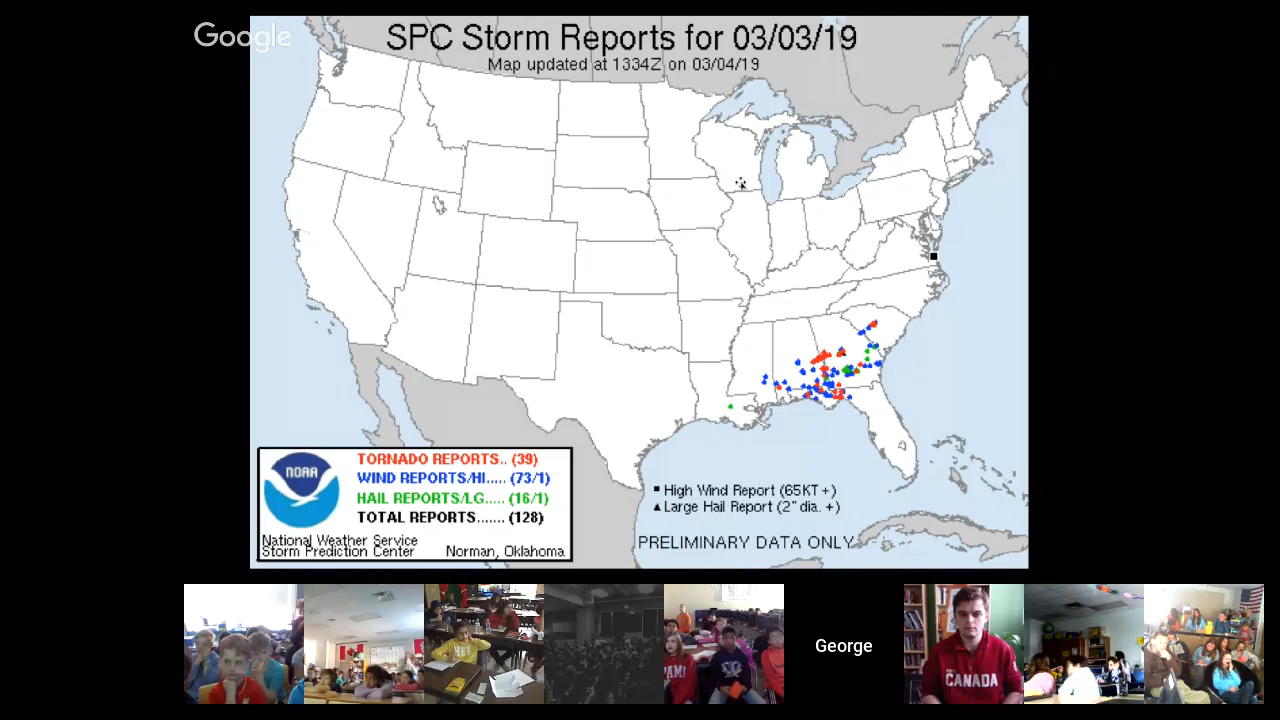 Google
SPC Storm Reports for 03/03/19
Map updated at 1334Z on 03/04/19
NOAA
TORNADO REPORTS.. (39)
WIND REPORTS/HI..... (73/1)
HAIL REPORTS/LG..... (16/1)
TOTAL REPORTS....... (128)
National Weather Service
Storm Prediction Center
Norman, Oklahoma
High Wind Report (65KT +)
Large Hail Report (2" dia. +)
PRELIMINARY DATA ONLY
George
CANADA